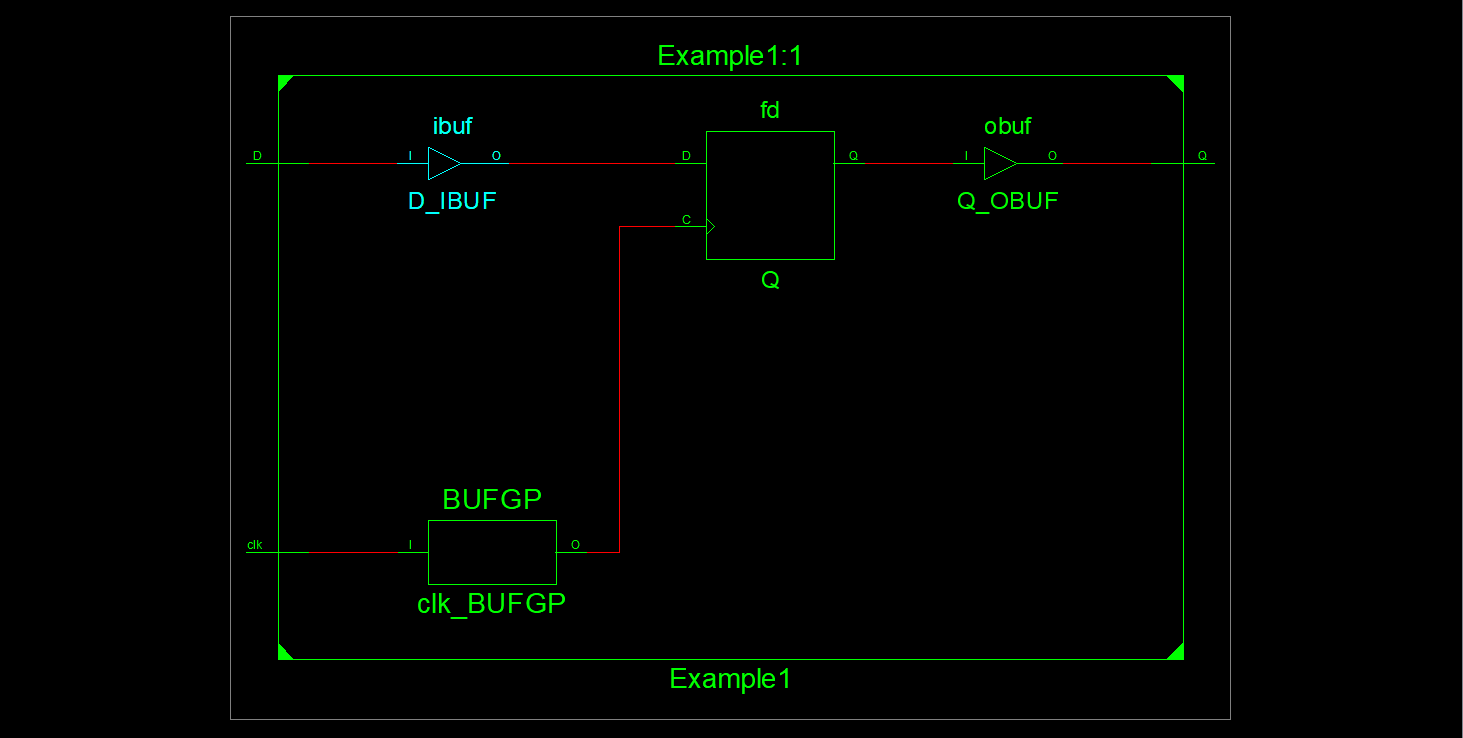 Example1:1
fd
ibuf
obuf
D I O D Q I O Q
D_IBUF
Q_OBUF
C
Q
BUFGP
clk I O
clk_BUFGP
Example1